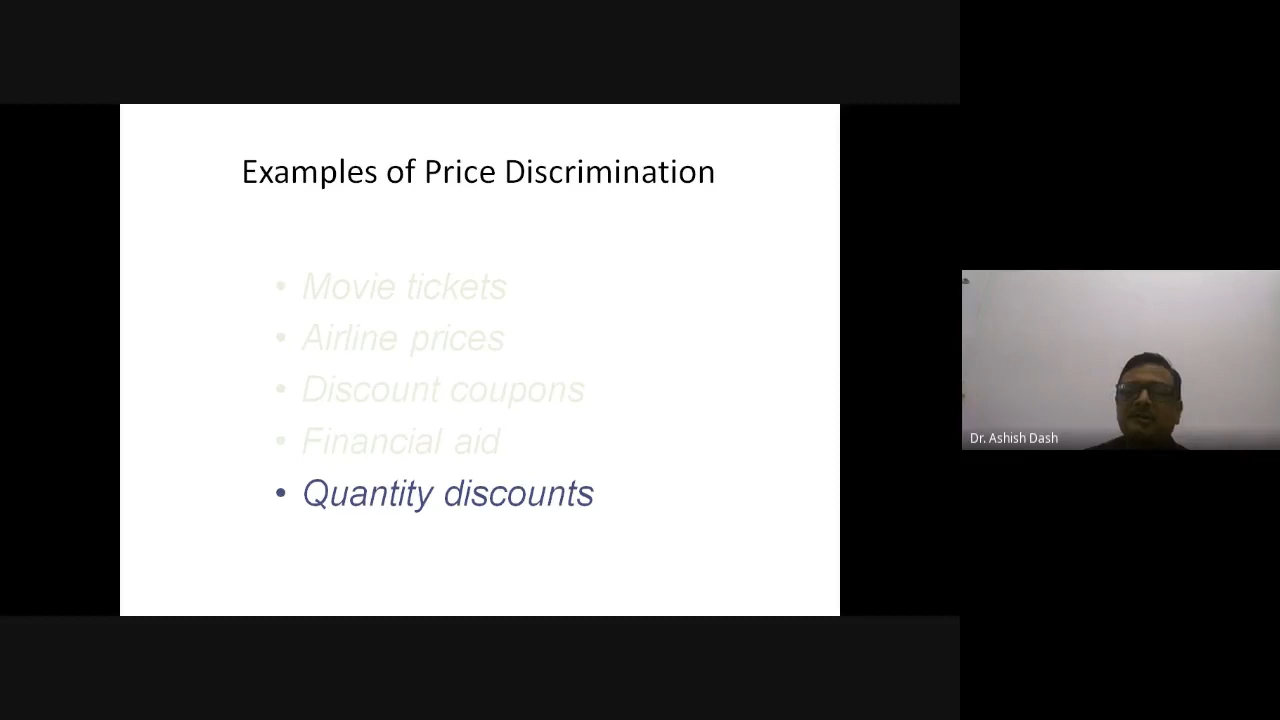 Examples of Price Discrimination
• Movie tickets
• Airline prices
• Discount coupons
• Financial aid
• Quantity discounts
Dr. Ashish Dash